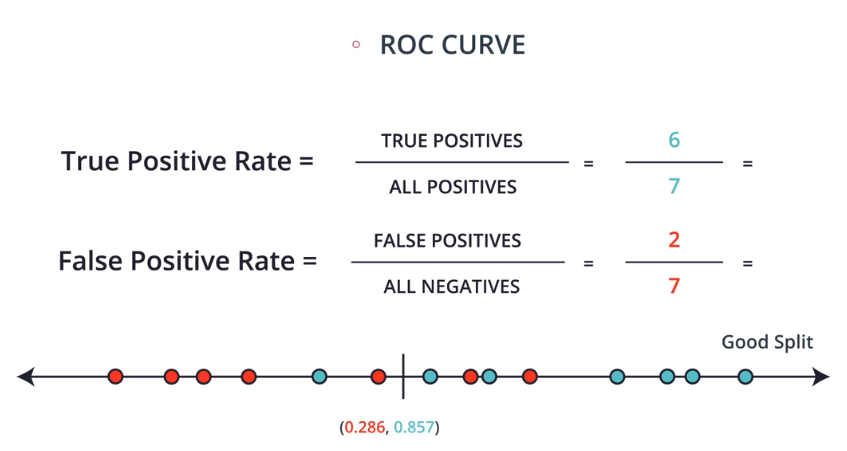 ROC CURVE
True Positive Rate = TRUE POSITIVES / ALL POSITIVES = 6 / 7 =
False Positive Rate = FALSE POSITIVES / ALL NEGATIVES = 2 / 7 =
Good Split
(0.286, 0.857)